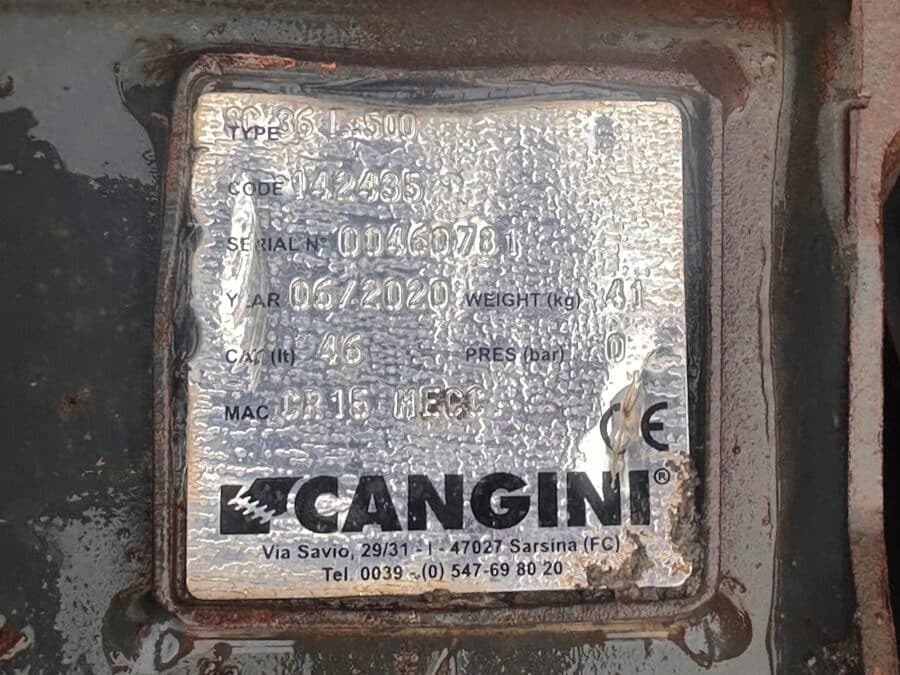 TYPE SC 36 L 500
CODE 142435
SERIAL N° 00460781
YEAR 06/2020 WEIGHT (kg) 41
CAP (lt) 46 PRES (bar) 0
MAC CR15 MECC
CE
CANGINI®
Via Savio, 29/31 - I - 47027 Sarsina (FC)
Tel. 0039 - (0) 547-69 80 20